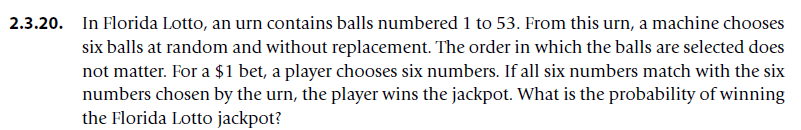 2.3.20. In Florida Lotto, an urn contains balls numbered 1 to 53. From this urn, a machine chooses
six balls at random and without replacement. The order in which the balls are selected does
not matter. For a $1 bet, a player chooses six numbers. If all six numbers match with the six
numbers chosen by the urn, the player wins the jackpot. What is the probability of winning
the Florida Lotto jackpot?